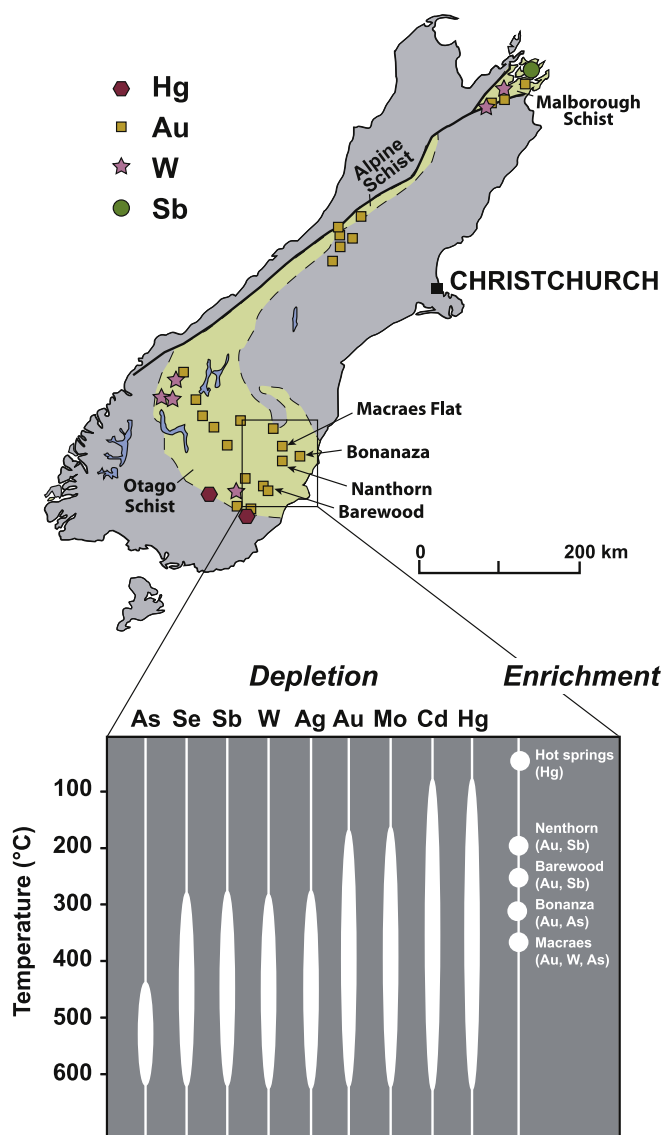 Hg
Au
W
Sb
Malborough
Schist
Alpine
Schist
CHRISTCHURCH
Macraes Flat
Bonanaza
Otago
Schist
Nanthorn
Barewood
0 200 km
Depletion Enrichment
As Se Sb W Ag Au Mo Cd Hg
Temperature (°C)
100
200
300
400
500
600
Hot springs
(Hg)
Nenthorn
(Au, Sb)
Barewood
(Au, Sb)
Bonanza
(Au, As)
Macraes
(Au, W, As)